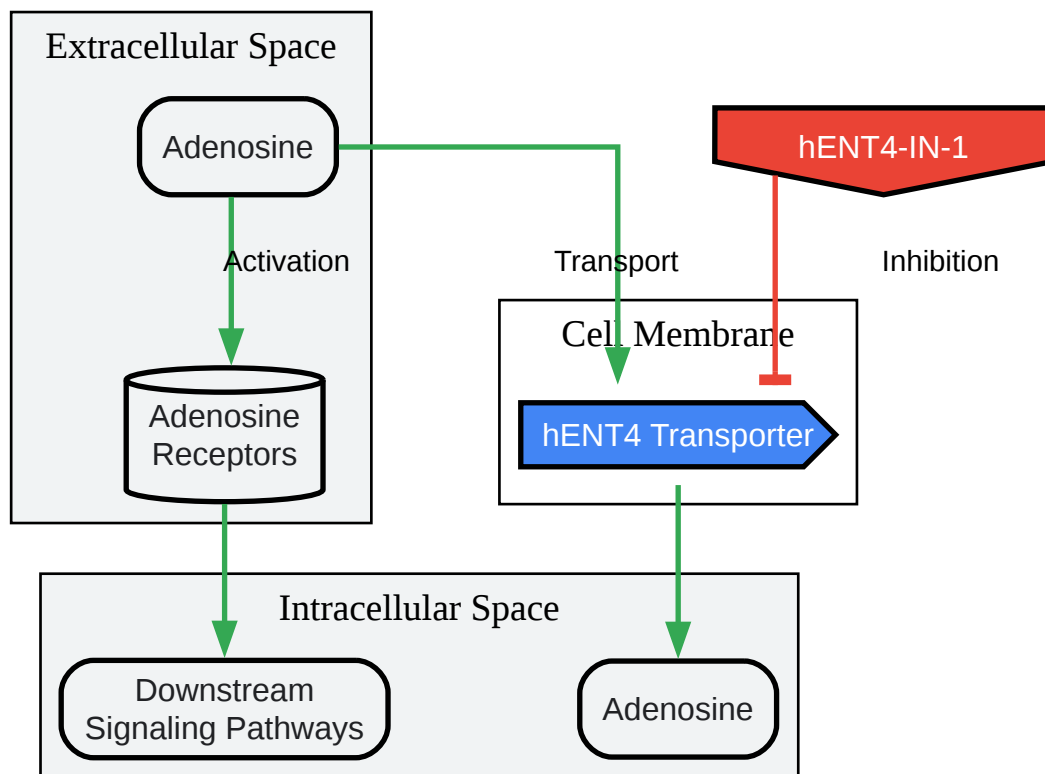 Extracellular Space
Adenosine
hENT4-IN-1
Activation
Transport
Inhibition
Cell Membrane
Adenosine
Receptors
hENT4 Transporter
Intracellular Space
Downstream
Signaling Pathways
Adenosine